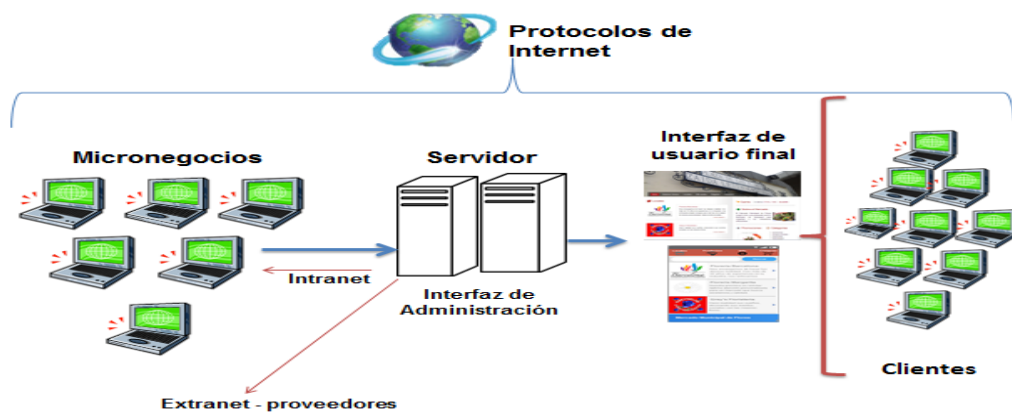 Protocolos de
Internet
Micronegocios
Servidor
Interfaz de
usuario final
Intranet
Interfaz de
Administración
Clientes
Extranet - proveedores